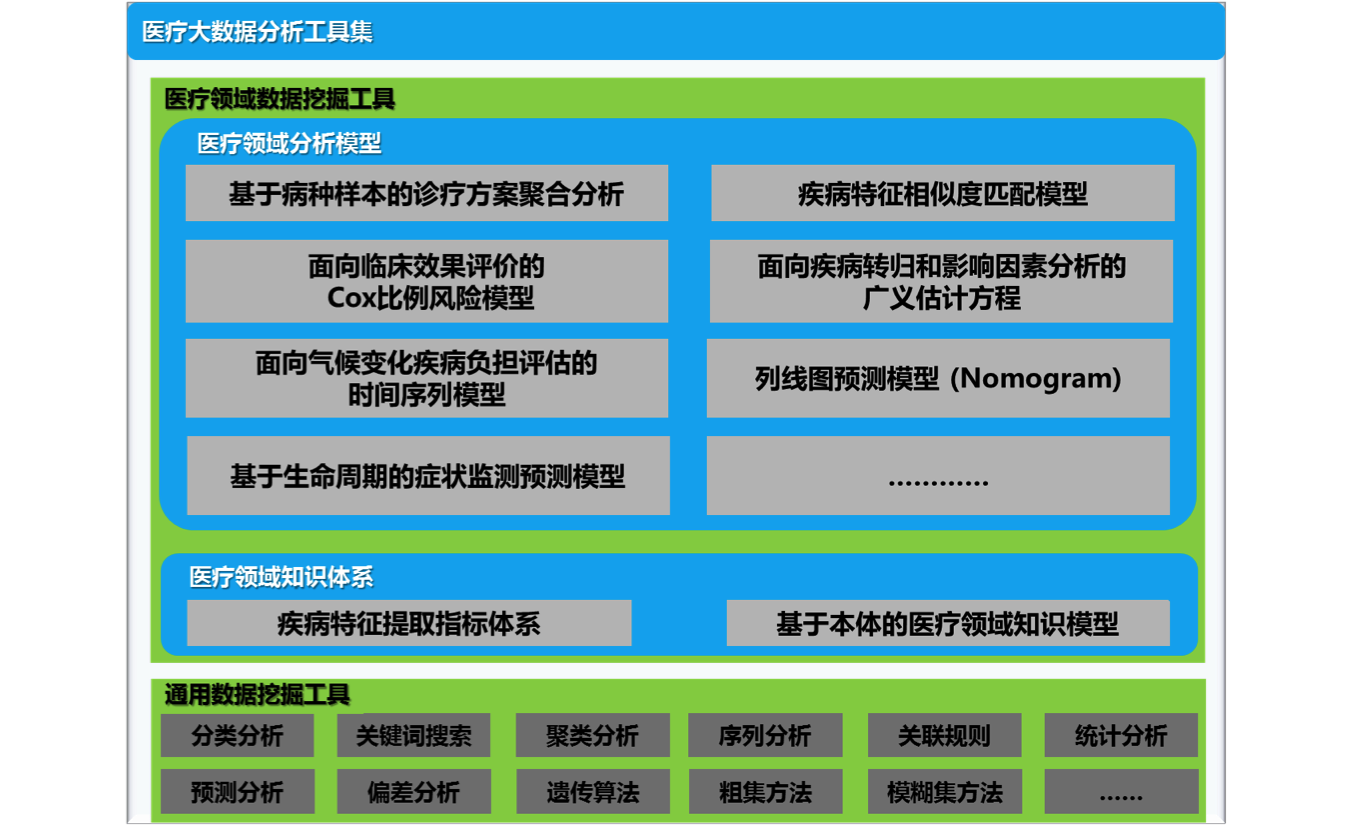 医疗大数据分析工具集
医疗领域数据挖掘工具
医疗领域分析模型
基于病种样本的诊疗方案聚合分析
疾病特征相似度匹配模型
面向临床效果评价的
Cox比例风险模型
面向疾病转归和影响因素分析的
广义估计方程
面向气候变化疾病负担评估的
时间序列模型
列线图预测模型 (Nomogram)
基于生命周期的症状监测预测模型
…………
医疗领域知识体系
疾病特征提取指标体系
基于本体的医疗领域知识模型
通用数据挖掘工具
分类分析
关键词搜索
聚类分析
序列分析
关联规则
统计分析
预测分析
偏差分析
遗传算法
粗集方法
模糊集方法
……